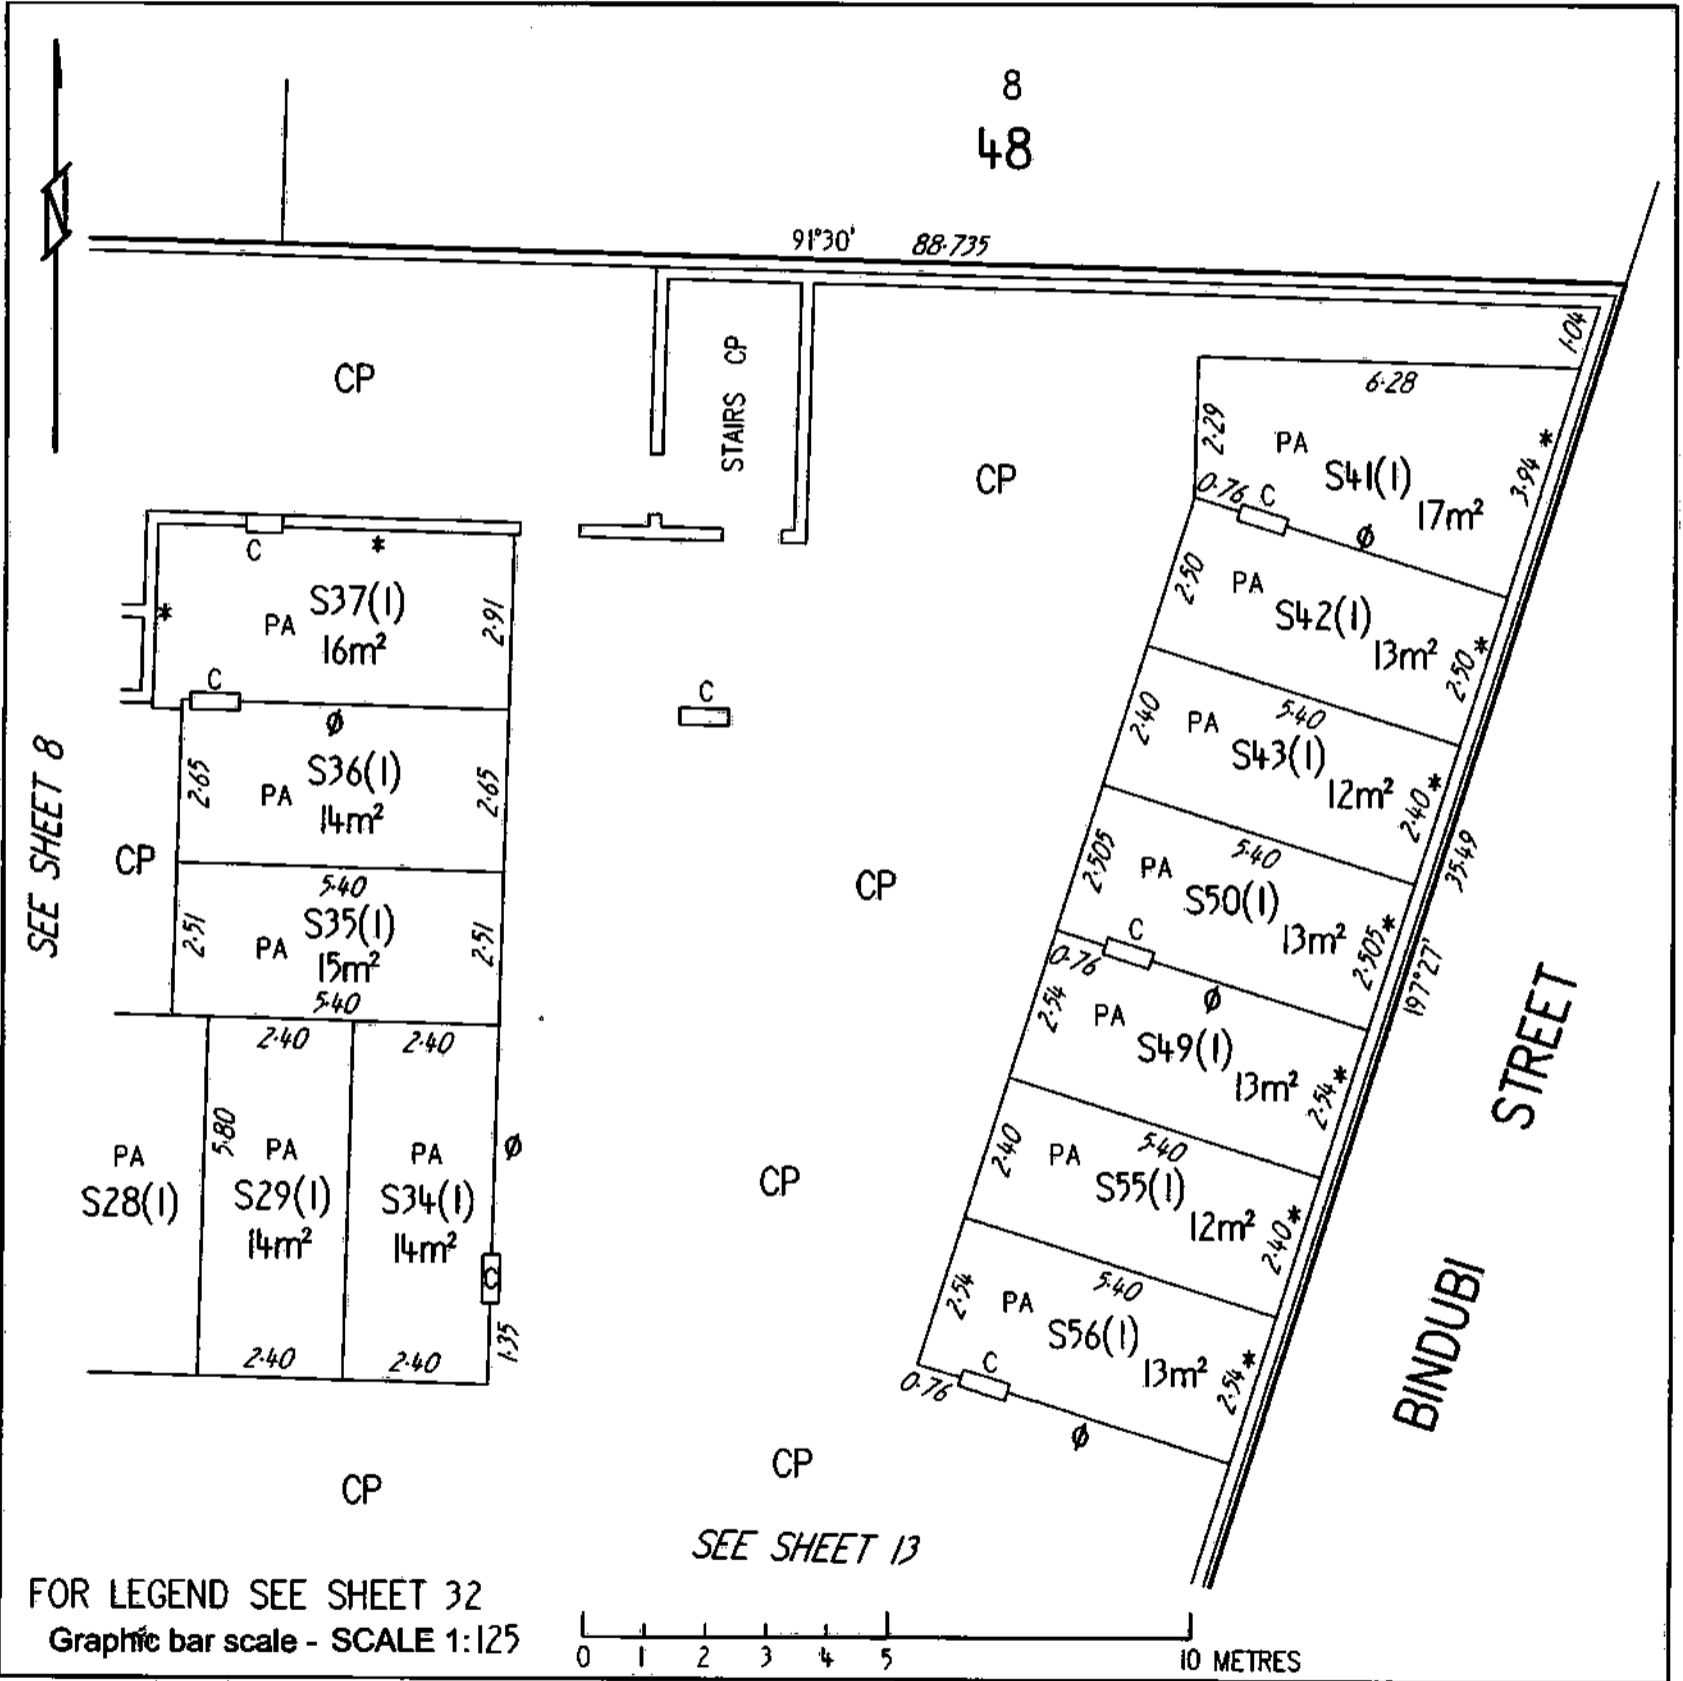 8
48
91°30' 88·735
CP
STAIRS CP
CP
1·04
6·28
2·29
PA
S41(1)
17m²
3·94 *
0·76 C
ø
C
*
*
PA S37(1)
16m²
2·91
2·50
PA
S42(1)
13m²
2·50 *
C
ø
C
2·65
PA S36(1)
14m²
2·65
2·40
PA
5·40
S43(1)
12m²
2·40 *
SEE SHEET 8
CP
5·40
2·51
PA S35(1)
15m²
2·51
5·40
CP
2·505
PA
5·40
S50(1)
13m²
2·505 *
35·49
197°27'
C
0·76
ø
2·40
2·40
2·54
PA
S49(1)
13m²
2·54 *
STREET
BINDUBI
PA
S28(1)
5·80
PA
S29(1)
14m²
PA
S34(1)
14m²
ø
C
1·35
2·40
2·40
CP
2·40
PA
5·40
S55(1)
12m²
2·40 *
2·54
PA
5·40
S56(1)
13m²
2·54 *
C
0·76
ø
CP
CP
SEE SHEET 13
FOR LEGEND SEE SHEET 32
Graphic bar scale - SCALE 1:125
0 1 2 3 4 5 10 METRES